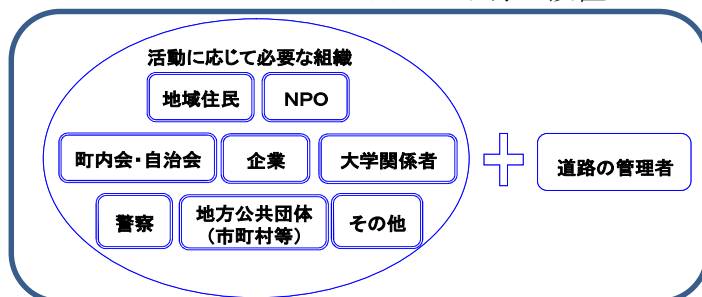 活動に応じて必要な組織
地域住民
NPO
町内会・自治会
企業
大学関係者
道路の管理者
警察
地方公共団体
(市町村等)
その他